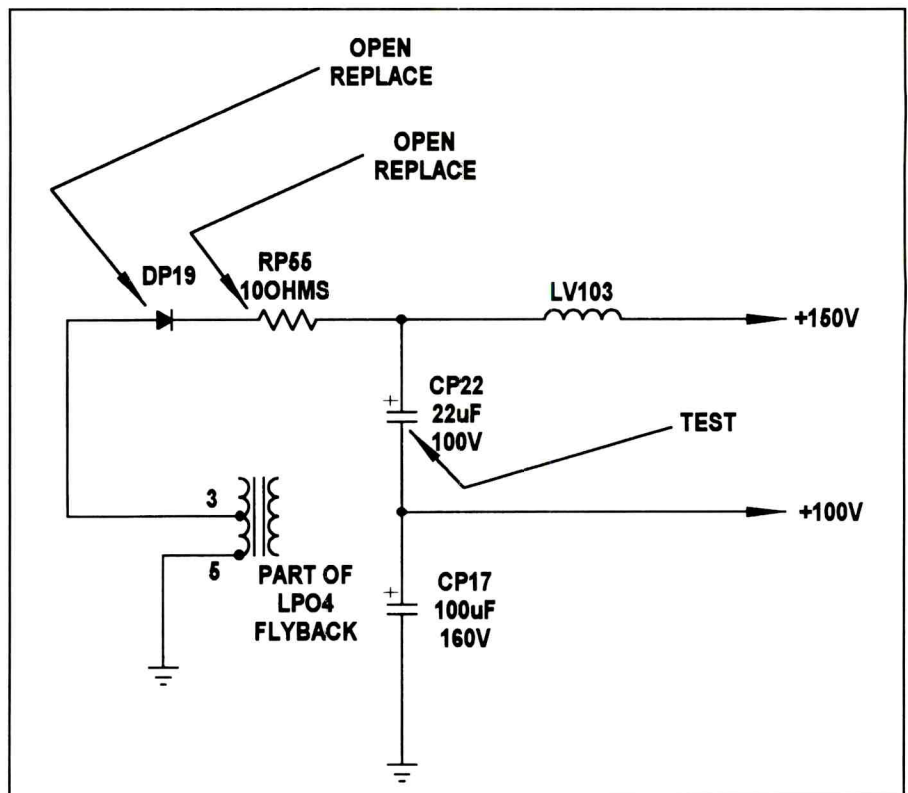 OPEN
REPLACE
OPEN
REPLACE
DP19
RP55
10OHMS
LV103
+150V
+
CP22
22uF
100V
TEST
3
+100V
5
PART OF
LPO4
FLYBACK
+
CP17
100uF
160V